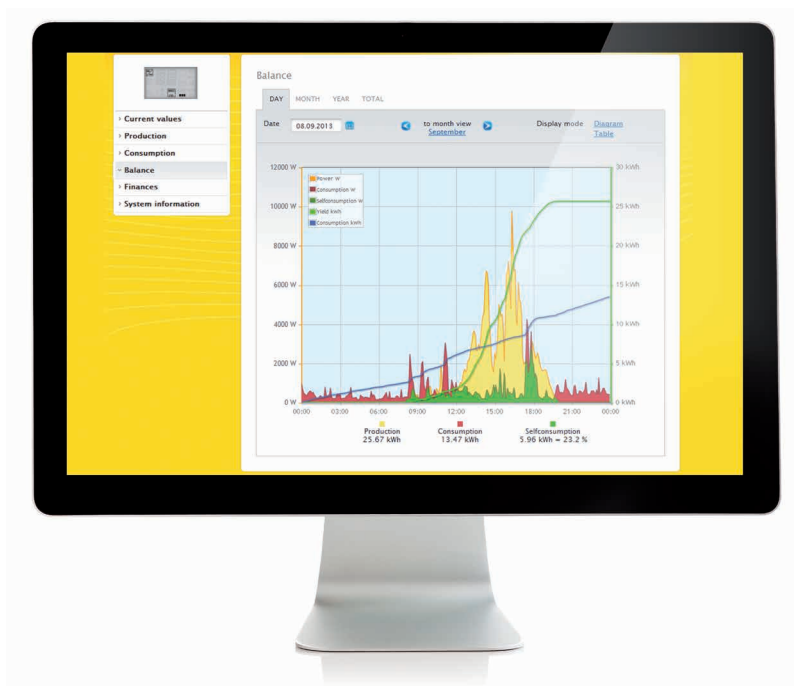 Current values
Production
Consumption
Balance
Finances
System information
Balance
DAY MONTH YEAR TOTAL
Date 08.09.2013 to month view Display mode Diagram
September Table
12000 W 30 kWh
Power W
Consumption W
Selfconsumption W
Yield kWh
Consumption kWh
10000 W 25 kWh
8000 W 20 kWh
6000 W 15 kWh
4000 W 10 kWh
2000 W 5 kWh
0 W 0 kWh
00:00 03:00 06:00 09:00 12:00 15:00 18:00 21:00 00:00
Production Consumption Selfconsumption
25.67 kWh 13.47 kWh 5.96 kWh = 23.2 %